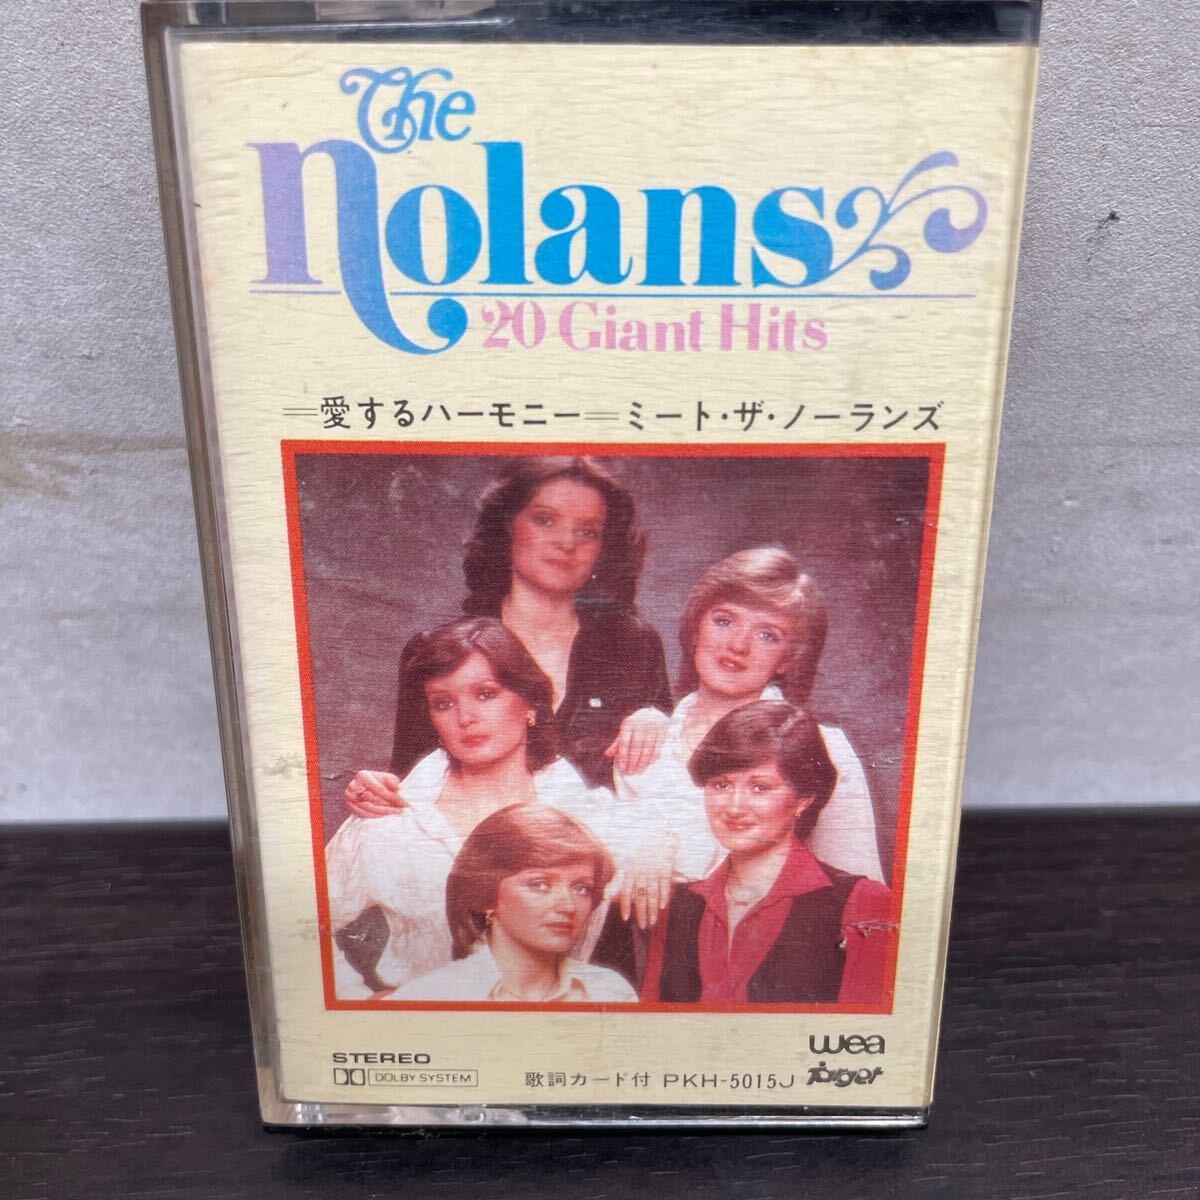 The
Nolans
20 Giant Hits
=愛するハーモニー=ミート・ザ・ノーランズ
STEREO
DOLBY SYSTEM
歌詞カード付 PKH-5015J
wea
Target